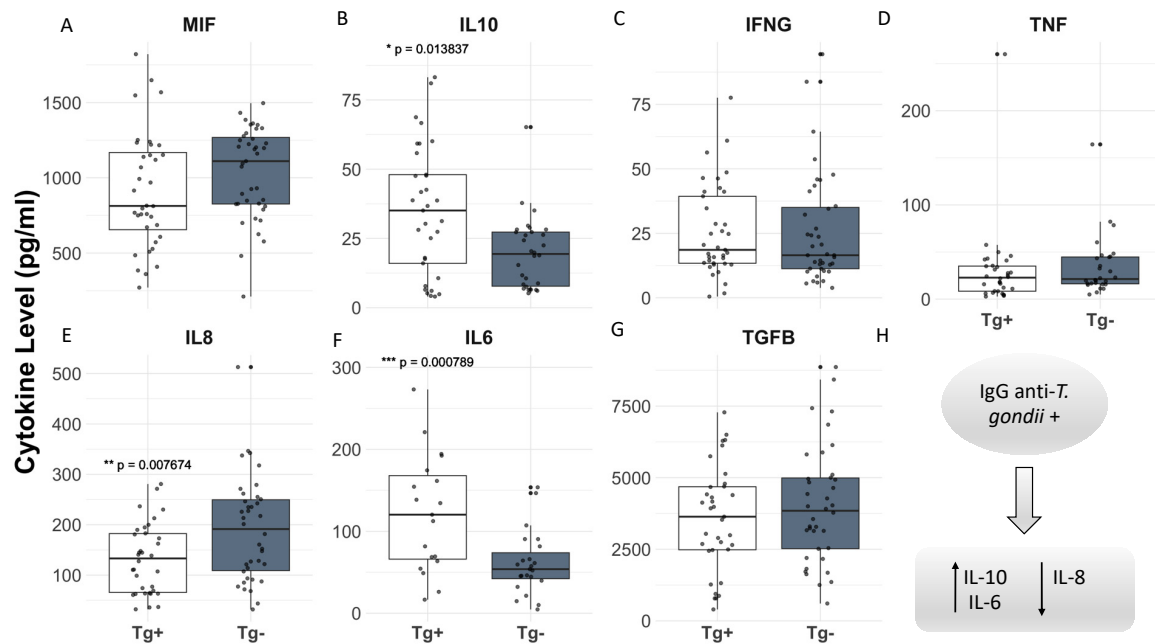 A
MIF
B
IL10
C
IFNG
D
TNF
* p = 0.013837
1500
1000
500
75
50
25
0
75
50
25
0
200
100
0
Tg+
Tg-
Cytokine Level (pg/ml)
E
IL8
F
IL6
G
TGFB
H
** p = 0.007674
*** p = 0.000789
500
400
300
200
100
300
200
100
0
7500
5000
2500
0
Tg+
Tg-
Tg+
Tg-
Tg+
Tg-
IgG anti-T.
gondii +
IL-10
IL-6
IL-8